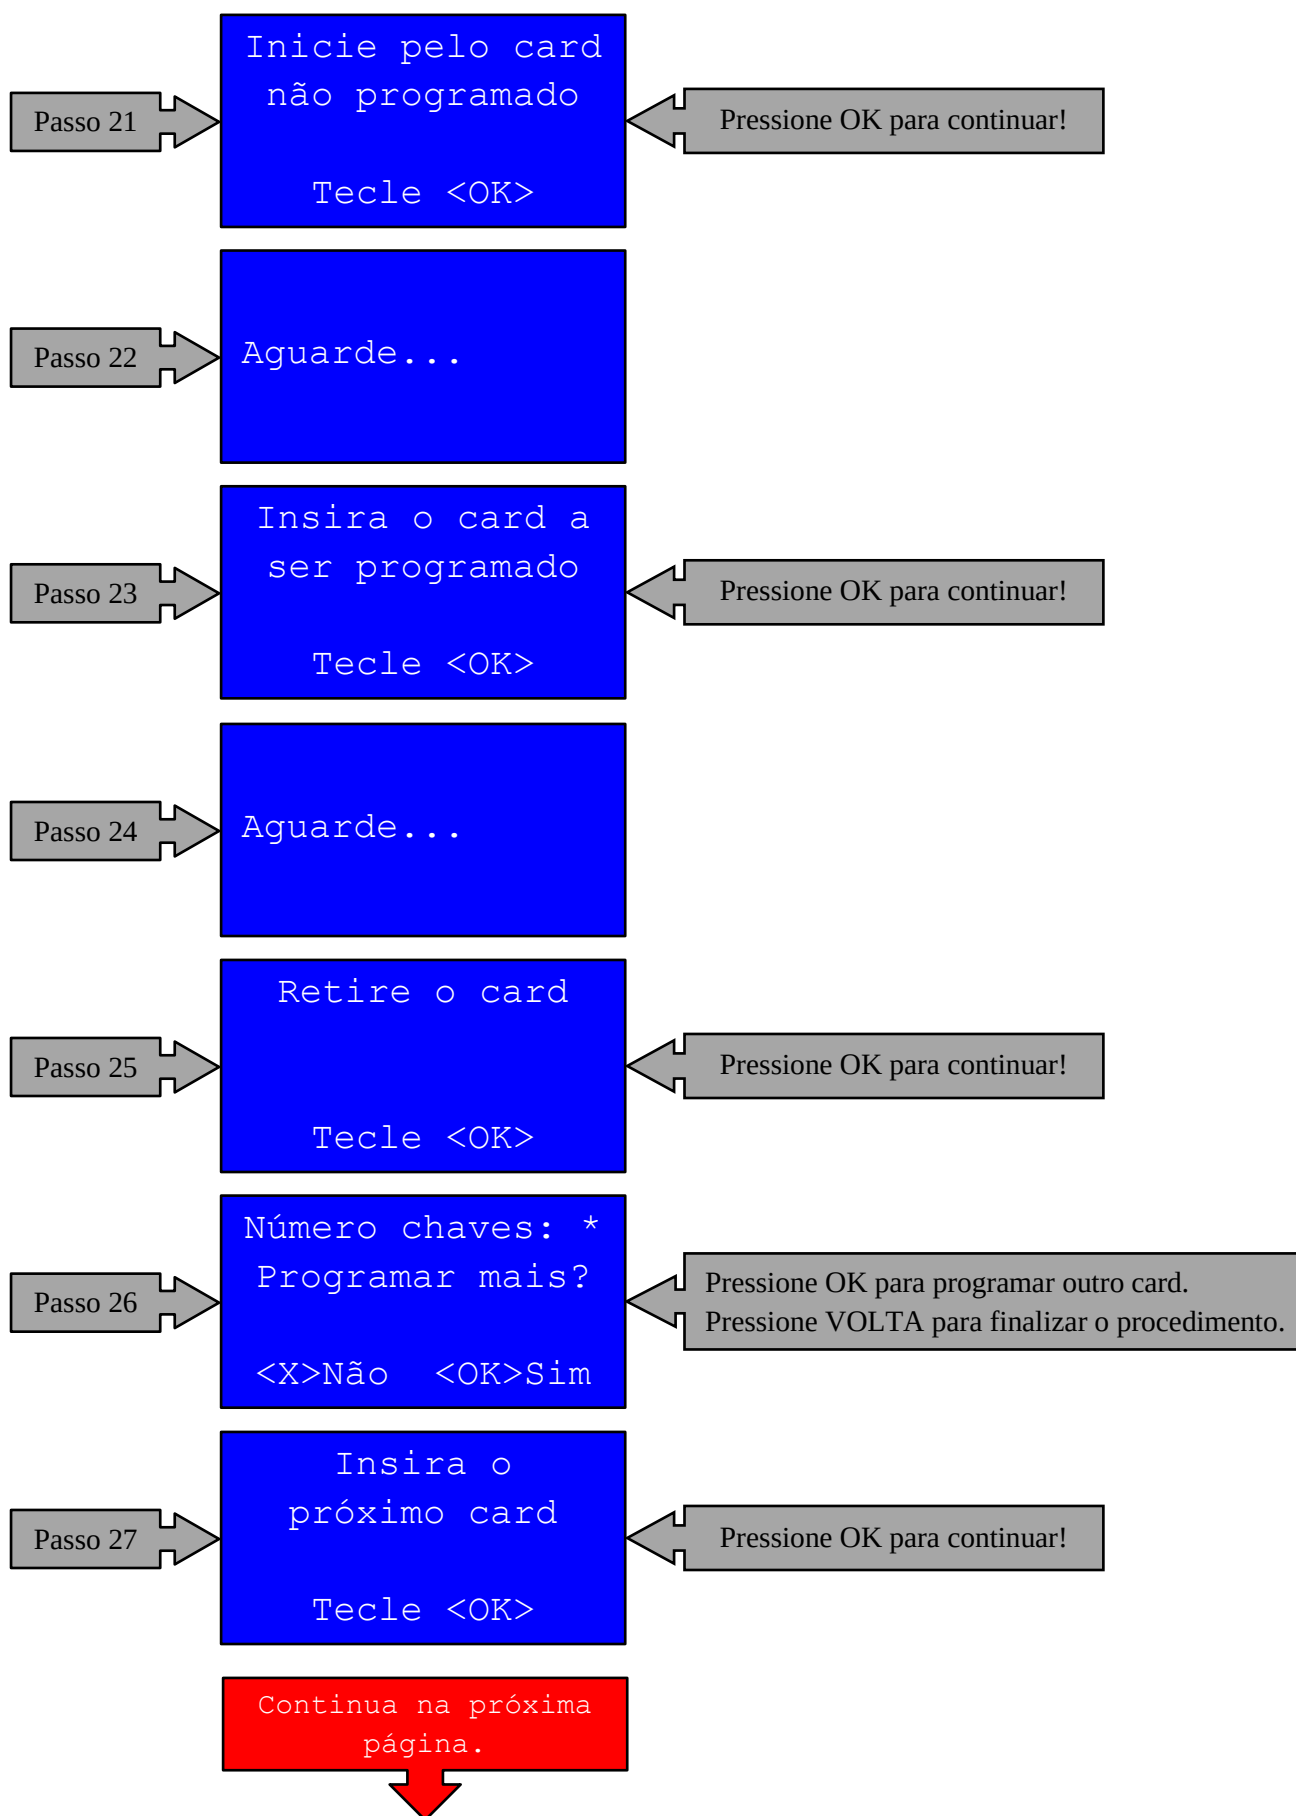 Inicie pelo card
não programado
Passo 21
Pressione OK para continuar!
Tecle <OK>
Passo 22
Aguarde...
Insira o card a
ser programado
Passo 23
Pressione OK para continuar!
Tecle <OK>
Passo 24
Aguarde...
Retire o card
Passo 25
Pressione OK para continuar!
Tecle <OK>
Número chaves: *
Programar mais?
Passo 26
Pressione OK para programar outro card.
Pressione VOLTA para finalizar o procedimento.
<X>Não <OK>Sim
Insira o
próximo card
Passo 27
Pressione OK para continuar!
Tecle <OK>
Continua na próxima
página.